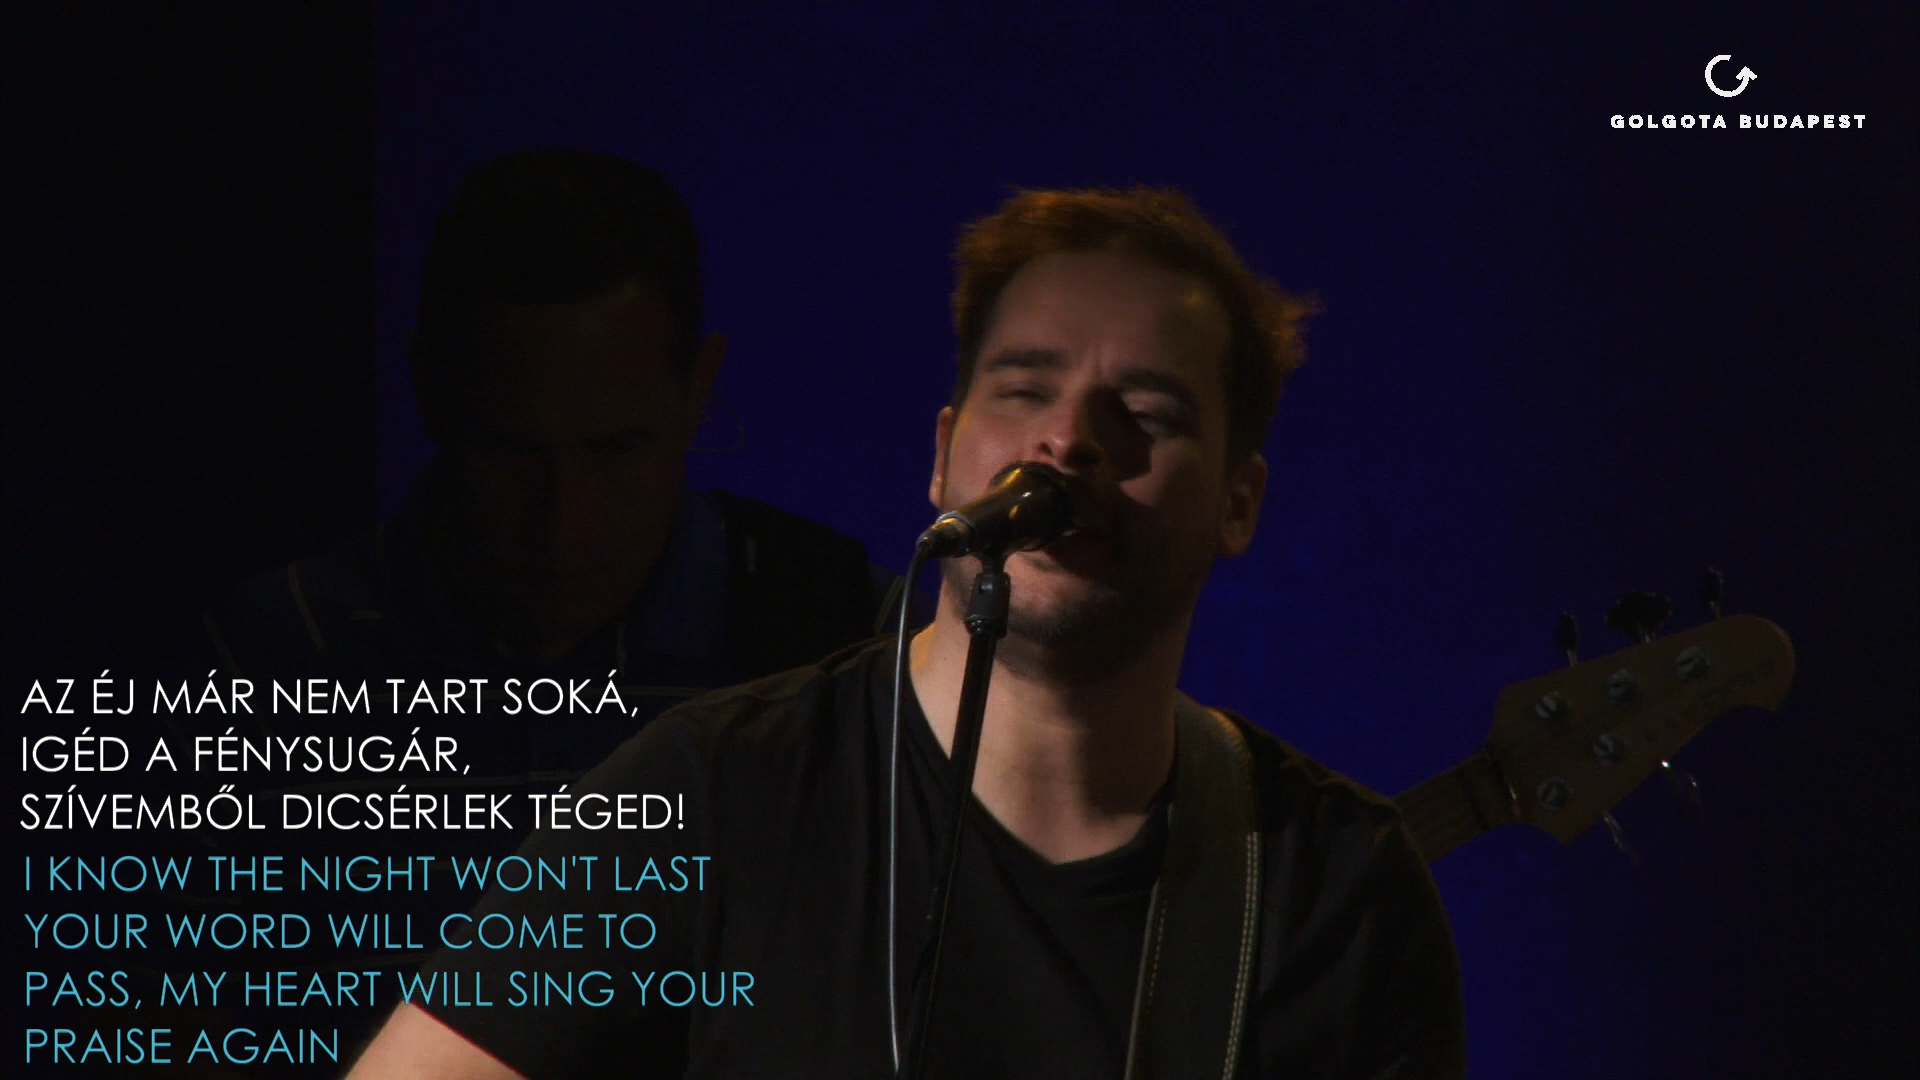 GOLGOTA BUDAPEST
AZ ÉJ MÁR NEM TART SOKÁ,
IGÉD A FÉNYSUGÁR,
SZÍVEMBŐL DICSÉRLEK TÉGED!
I KNOW THE NIGHT WON'T LAST
YOUR WORD WILL COME TO
PASS, MY HEART WILL SING YOUR
PRAISE AGAIN